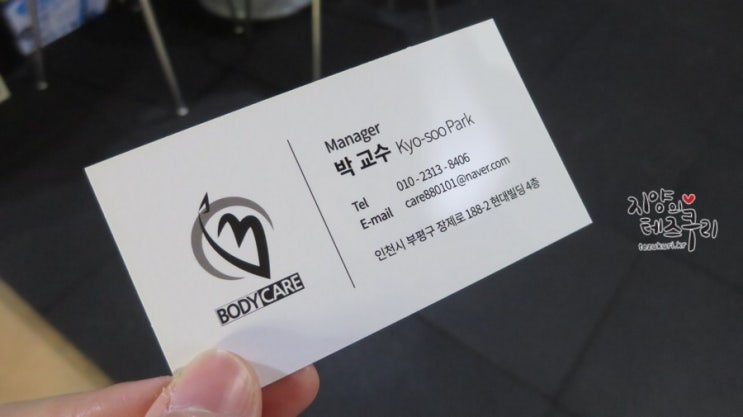 Manager
박 교수 Kyo-soo Park
Tel 010 - 2313 - 8406
E-mail care880101@naver.com
인천시 부평구 장제로 188-2 현대빌딩 4층
BODYCARE
지양의
테즈쿠리
tezukuri.kr